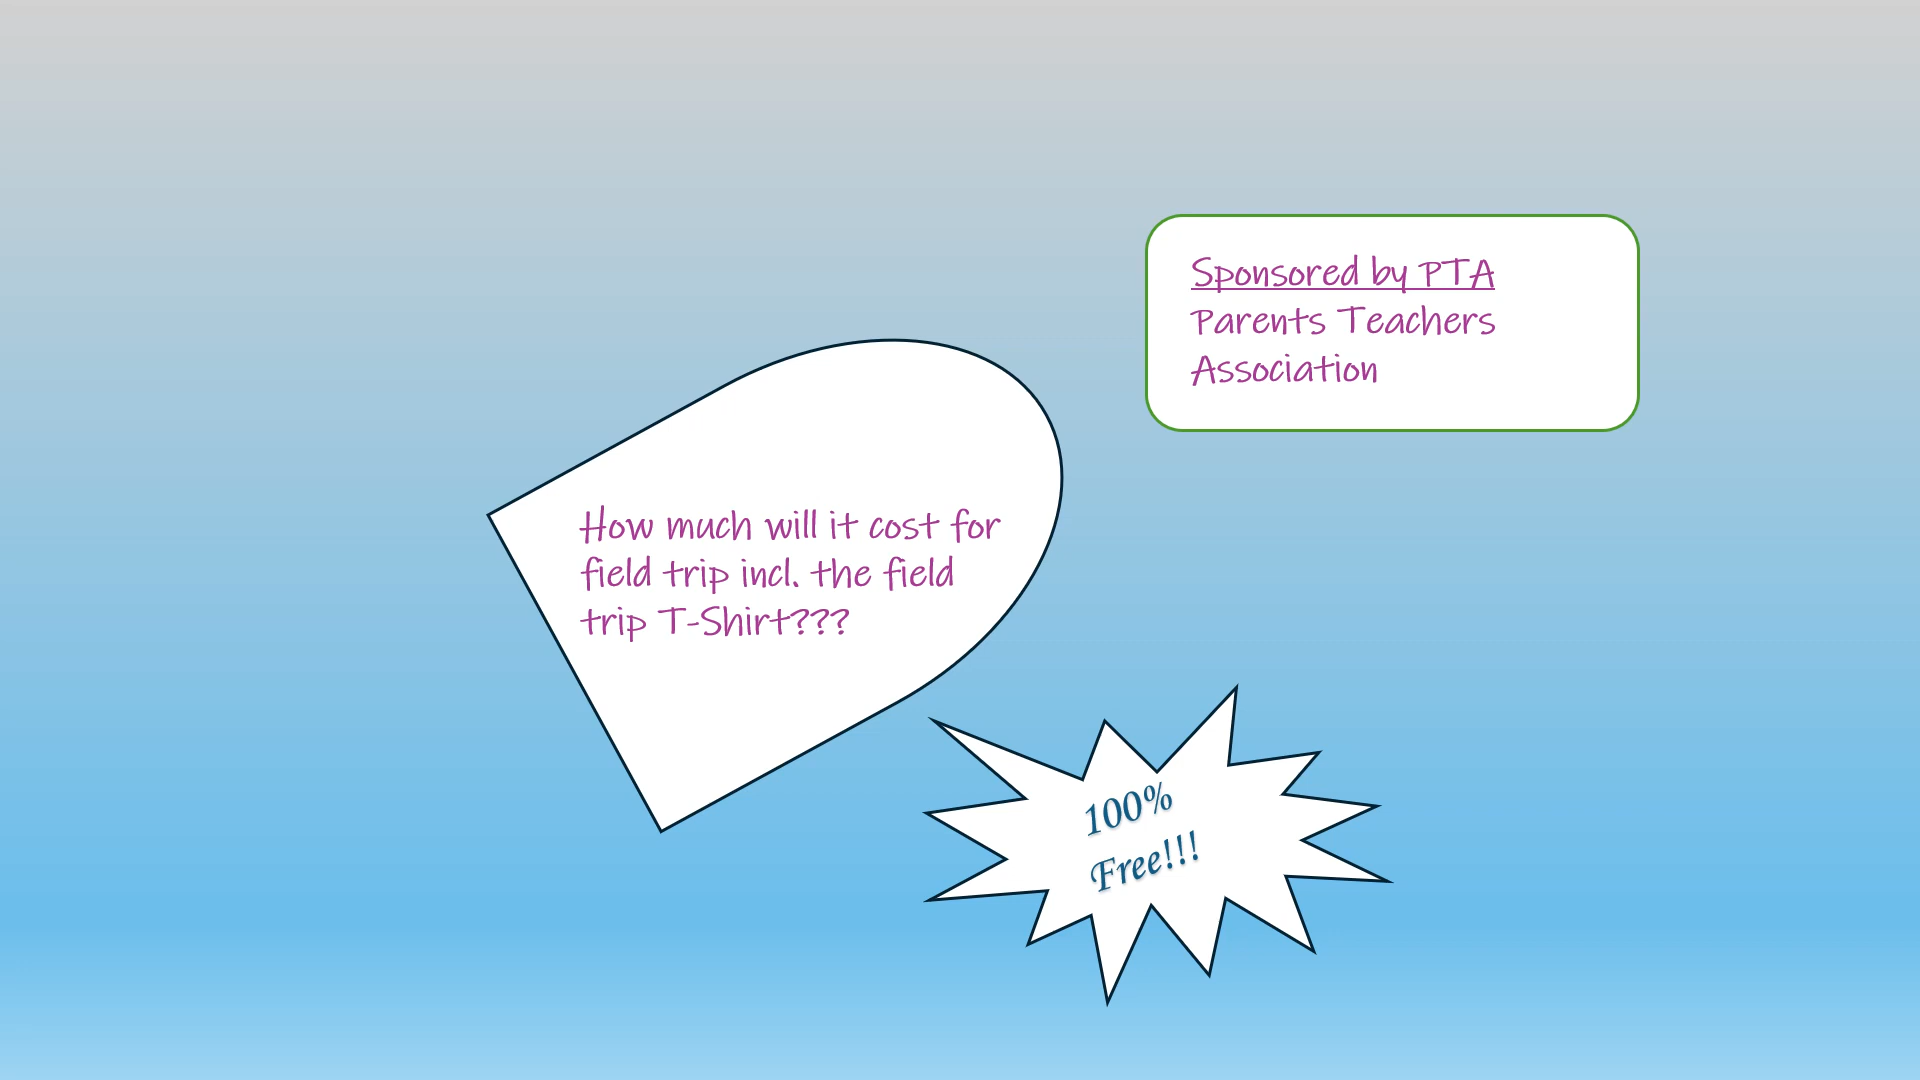 Sponsored by PTA
Parents Teachers
Association
How much will it cost for
field trip incl. the field
trip T-Shirt???
100%
Free!!!